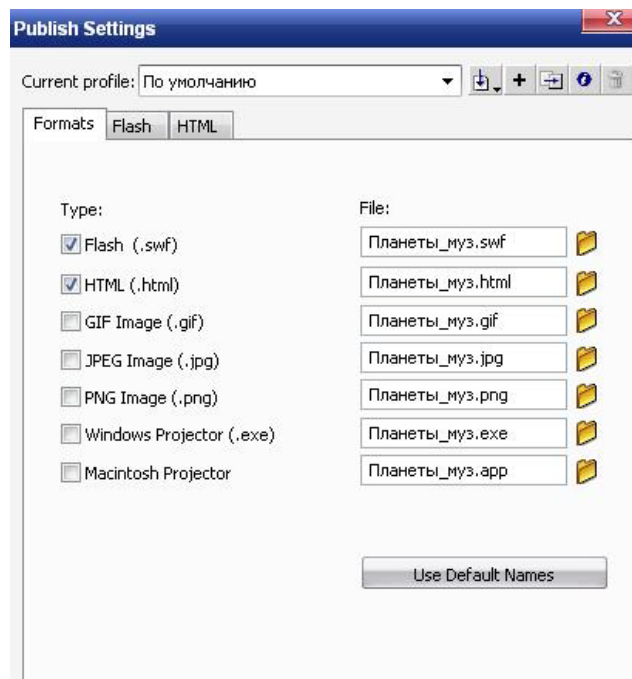 Publish Settings
Current profile: По умолчанию
Formats Flash HTML
Type: File:
Flash (.swf) Планеты_муз.swf
HTML (.html) Планеты_муз.html
GIF Image (.gif) Планеты_муз.gif
JPEG Image (.jpg) Планеты_муз.jpg
PNG Image (.png) Планеты_муз.png
Windows Projector (.exe) Планеты_муз.exe
Macintosh Projector Планеты_муз.app
Use Default Names